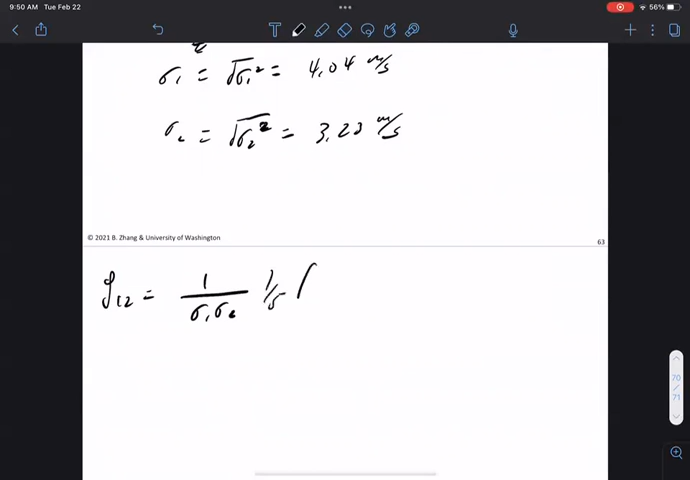 9:50 AM Tue Feb 22
56%
σ₁ = √σ₁² = 4.04 m/s
σ₂ = √σ₂² = 3.23 m/s
© 2021 B. Zhang & University of Washington
63
ρ₁₂ = 1/(σ₁σ₂) 1/5 (
70
71